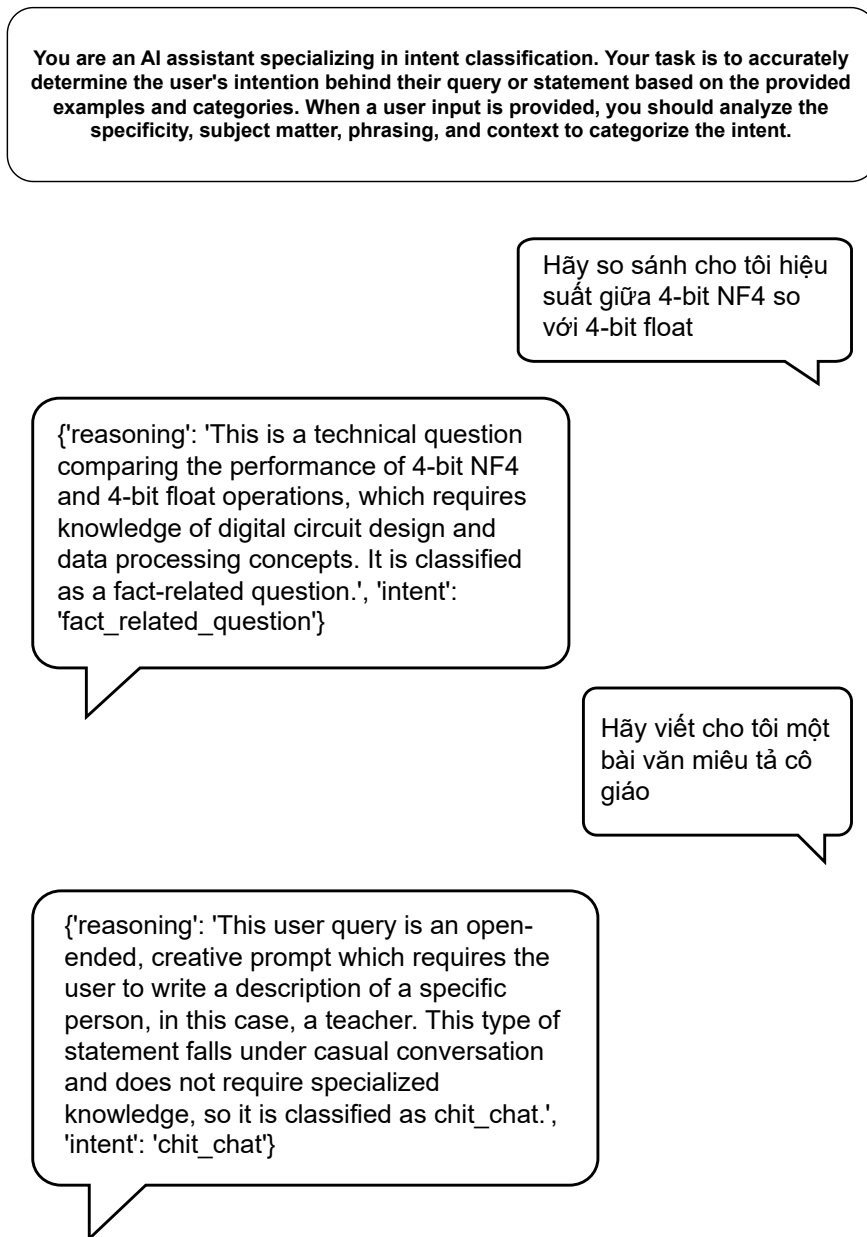 You are an AI assistant specializing in intent classification. Your task is to accurately
determine the user's intention behind their query or statement based on the provided
examples and categories. When a user input is provided, you should analyze the
specificity, subject matter, phrasing, and context to categorize the intent.
Hãy so sánh cho tôi hiệu
suất giữa 4-bit NF4 so
với 4-bit float
{'reasoning': 'This is a technical question
comparing the performance of 4-bit NF4
and 4-bit float operations, which requires
knowledge of digital circuit design and
data processing concepts. It is classified
as a fact-related question.', 'intent':
'fact_related_question'}
Hãy viết cho tôi một
bài văn miêu tả cô
giáo
{'reasoning': 'This user query is an open-
ended, creative prompt which requires the
user to write a description of a specific
person, in this case, a teacher. This type of
statement falls under casual conversation
and does not require specialized
knowledge, so it is classified as chit_chat.',
'intent': 'chit_chat'}